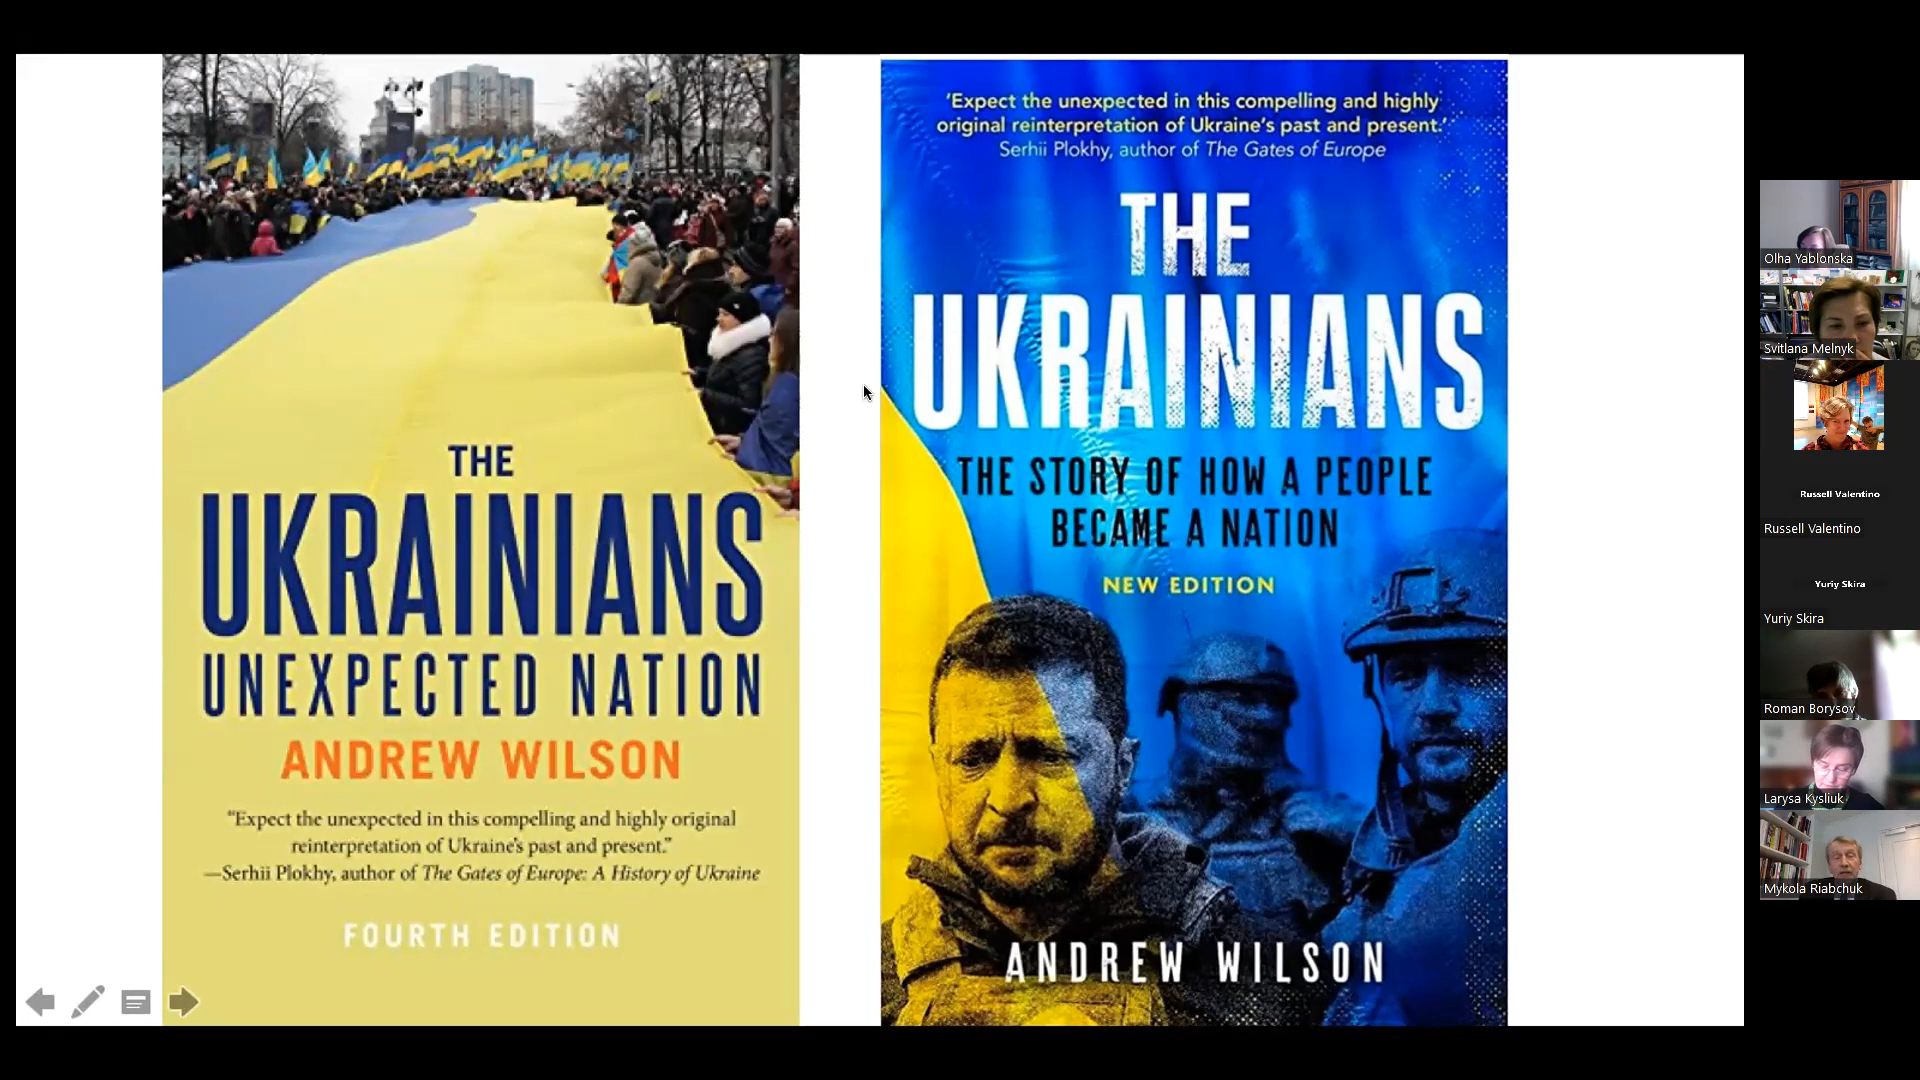 THE
UKRAINIANS
UNEXPECTED NATION
ANDREW WILSON
“Expect the unexpected in this compelling and highly original
reinterpretation of Ukraine’s past and present.”
—Serhii Plokhy, author of The Gates of Europe: A History of Ukraine
FOURTH EDITION
‘Expect the unexpected in this compelling and highly
original reinterpretation of Ukraine’s past and present.’
Serhii Plokhy, author of The Gates of Europe
THE
UKRAINIANS
THE STORY OF HOW A PEOPLE
BECAME A NATION
NEW EDITION
ANDREW WILSON
Olha Yablonska
Svitlana Melnyk
Russell Valentino
Russell Valentino
Yuriy Skira
Yuriy Skira
Roman Borysov
Larysa Kysliuk
Mykola Riabchuk